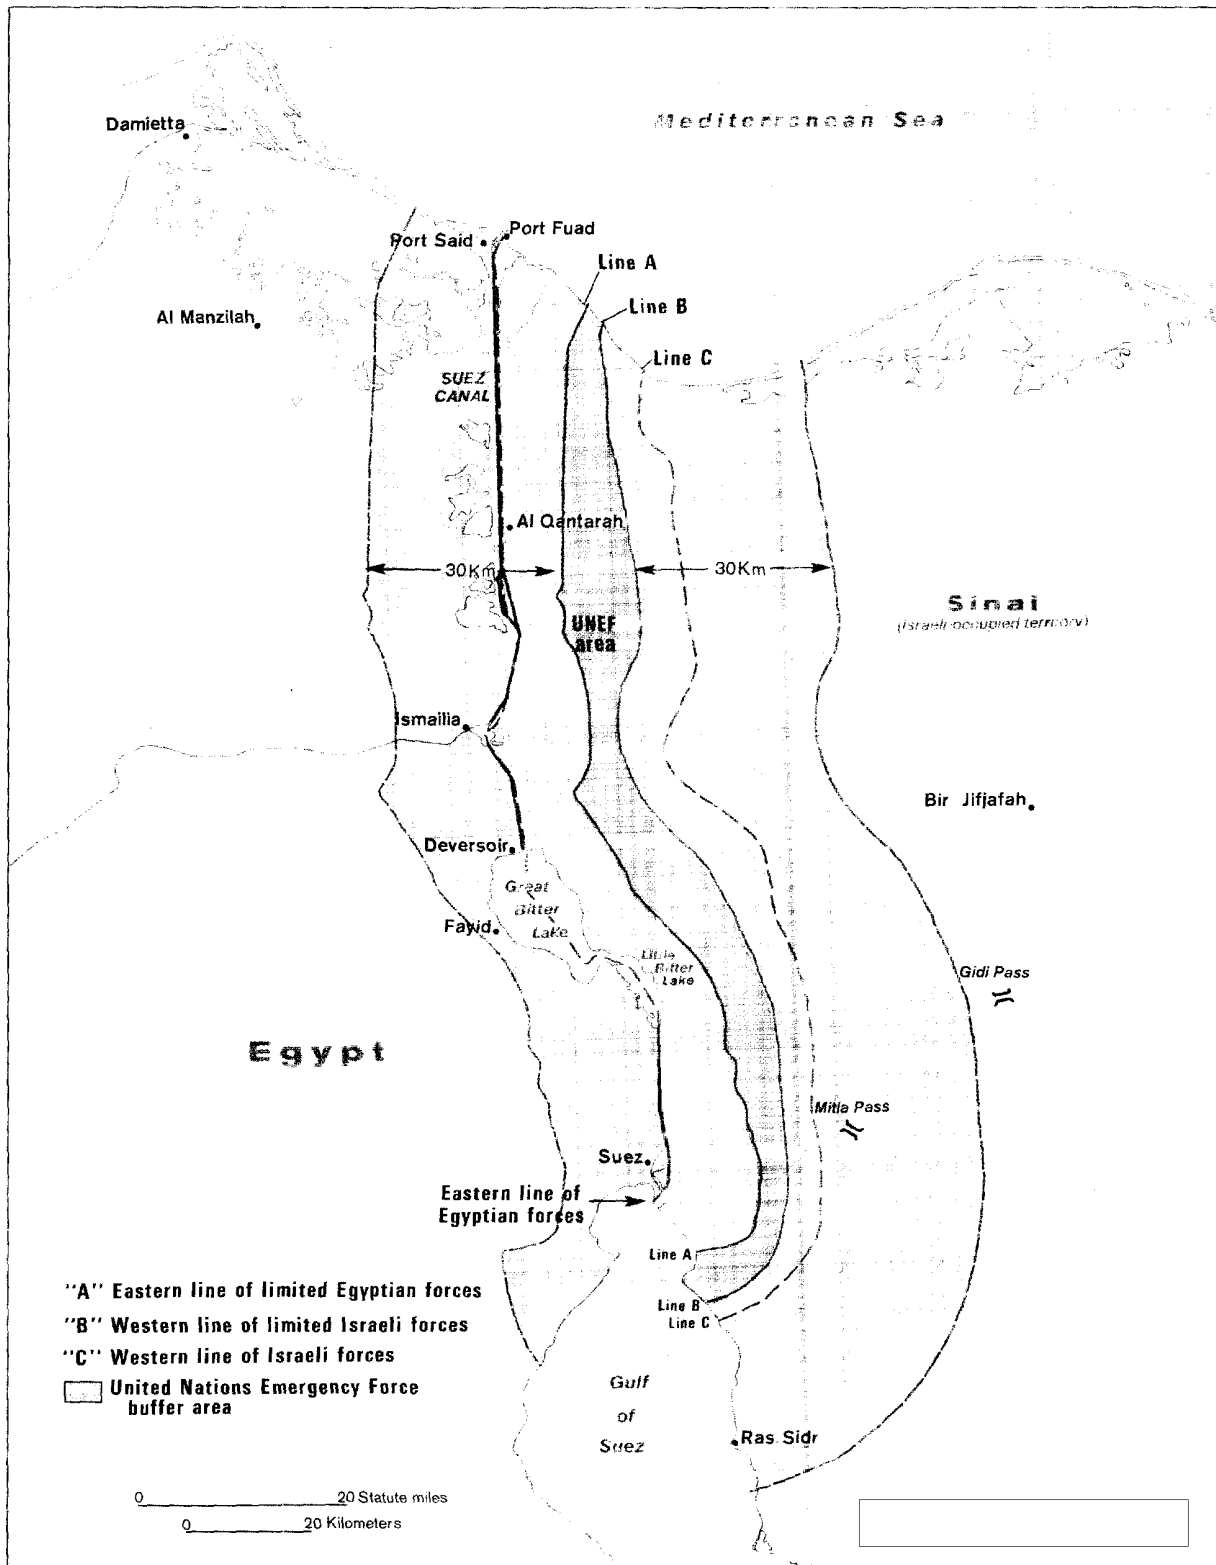 Damietta
Mediterranean Sea
Port Said
Port Fuad
Line A
Line B
Al Manzilah
Line C
SUEZ
CANAL
Al Qantarah
30Km
30Km
Sinai
(Israeli-occupied territory)
UNEF
area
Ismailia
Bir Jifjafah
Deversoir
Great
Bitter
Lake
Fayid
Little
Bitter
Lake
Gidi Pass
Egypt
Mitla Pass
Suez
Eastern line of
Egyptian forces
Line A
"A" Eastern line of limited Egyptian forces
Line B
"B" Western line of limited Israeli forces
Line C
"C" Western line of Israeli forces
United Nations Emergency Force
buffer area
Gulf
of
Suez
Ras Sidr
0 20 Statute miles
0 20 Kilometers